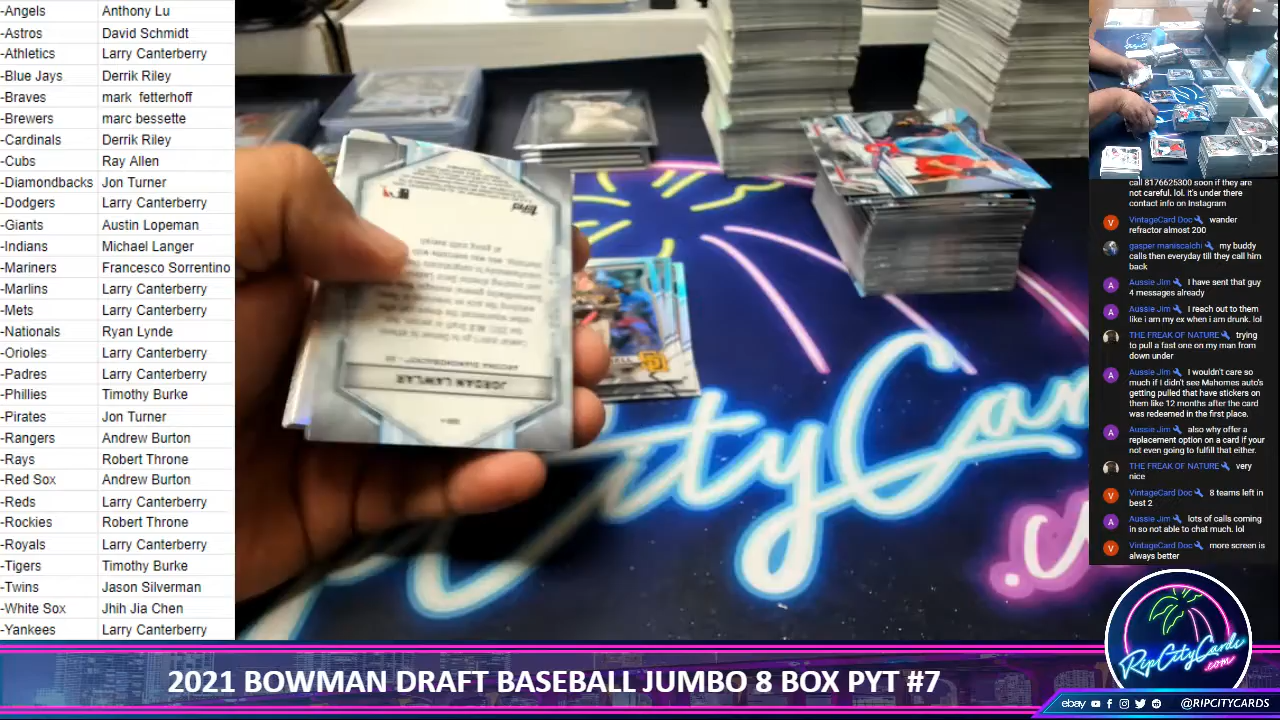 -Angels Anthony Lu
-Astros David Schmidt
-Athletics Larry Canterberry
-Blue Jays Derrik Riley
-Braves mark fetterhoff
-Brewers marc bessette
-Cardinals Derrik Riley
-Cubs Ray Allen
-Diamondbacks Jon Turner
-Dodgers Larry Canterberry
-Giants Austin Lopeman
-Indians Michael Langer
-Mariners Francesco Sorrentino
-Marlins Larry Canterberry
-Mets Larry Canterberry
-Nationals Ryan Lynde
-Orioles Larry Canterberry
-Padres Larry Canterberry
-Phillies Timothy Burke
-Pirates Jon Turner
-Rangers Andrew Burton
-Rays Robert Throne
-Red Sox Andrew Burton
-Reds Larry Canterberry
-Rockies Robert Throne
-Royals Larry Canterberry
-Tigers Timothy Burke
-Twins Jason Silverman
-White Sox Jhih Jia Chen
-Yankees Larry Canterberry
topps
ARIZONA DIAMONDBACKS
JORDAN LAWLAR
call 8176625300 soon if they are
not careful. lol. it's under there
contact info on Instagram
VintageCard Doc wander
refractor almost 200
gasper maniscalchi my buddy
calls then everyday till they call him
back
Aussie Jim I have sent that guy
4 messages already
Aussie Jim I reach out to them
like i am my ex when i am drunk. lol
THE FREAK OF NATURE trying
to pull a fast one on my man from
down under
Aussie Jim I wouldn't care so
much if I didn't see Mahomes auto's
getting pulled that have stickers on
them like 12 months after the card
was redeemed in the first place.
Aussie Jim also why offer a
replacement option on a card if your
not even going to fulfill that either.
THE FREAK OF NATURE very
nice
VintageCard Doc 8 teams left in
best 2
Aussie Jim lots of calls coming
in so not able to chat much. lol
VintageCard Doc more screen is
always better
RipCityCards
.com
2021 BOWMAN DRAFT BASEBALL JUMBO 8 BOX PYT #7
ebay @RIPCITYCARDS